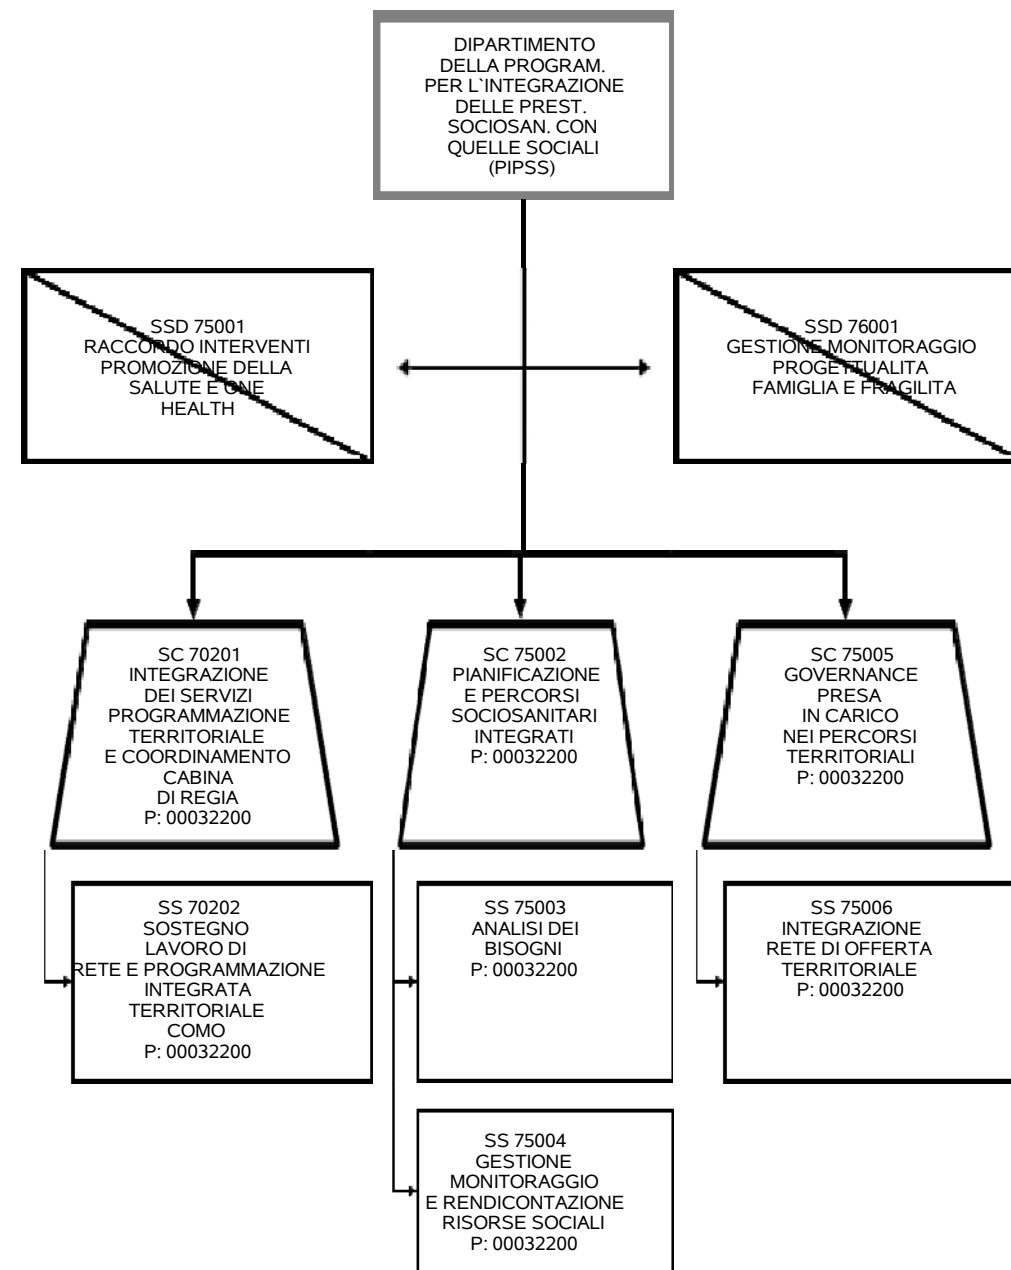 DIPARTIMENTO
DELLA PROGRAM.
PER L`INTEGRAZIONE
DELLE PREST.
SOCIOSAN. CON
QUELLE SOCIALI
(PIPSS)
SSD 75001
RACCORDO INTERVENTI
PROMOZIONE DELLA
SALUTE E ONE
HEALTH
SSD 76001
GESTIONE MONITORAGGIO
PROGETTUALITA
FAMIGLIA E FRAGILITA
SC 70201
INTEGRAZIONE
DEI SERVIZI
PROGRAMMAZIONE
TERRITORIALE
E COORDINAMENTO
CABINA
DI REGIA
P: 00032200
SC 75002
PIANIFICAZIONE
E PERCORSI
SOCIOSANITARI
INTEGRATI
P: 00032200
SC 75005
GOVERNANCE
PRESA
IN CARICO
NEI PERCORSI
TERRITORIALI
P: 00032200
SS 70202
SOSTEGNO
LAVORO DI
RETE E PROGRAMMAZIONE
INTEGRATA
TERRITORIALE
COMO
P: 00032200
SS 75003
ANALISI DEI
BISOGNI
P: 00032200
SS 75006
INTEGRAZIONE
RETE DI OFFERTA
TERRITORIALE
P: 00032200
SS 75004
GESTIONE
MONITORAGGIO
E RENDICONTAZIONE
RISORSE SOCIALI
P: 00032200